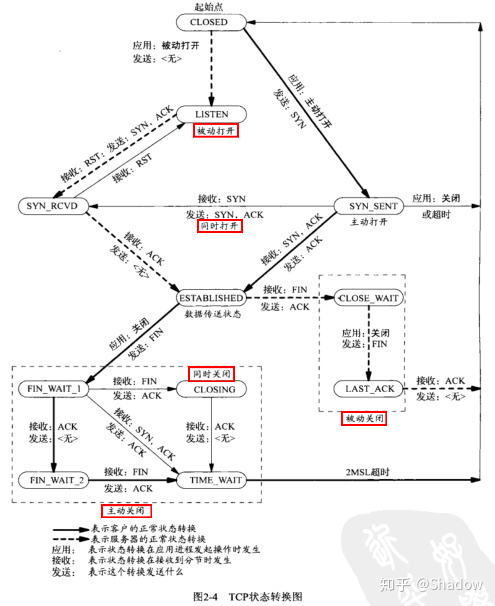 起始点
CLOSED
应用：被动打开
发送：<无>
应用：主动打开
发送：SYN
LISTEN
被动打开
接收：RST；发送：SYN，ACK
接收：RST
SYN_RCVD
接收：SYN
发送：SYN，ACK
同时打开
SYN_SENT
主动打开
应用：关闭
或超时
接收：ACK
发送：<无>
接收：SYN，ACK
发送：ACK
ESTABLISHED
数据传送状态
接收：FIN
发送：ACK
CLOSE_WAIT
应用：关闭
发送：FIN
LAST_ACK
接收：ACK
发送：<无>
被动关闭
应用：关闭
发送：FIN
同时关闭
FIN_WAIT_1
接收：FIN
发送：ACK
CLOSING
接收：ACK
发送：<无>
接收：SYN，ACK
发送：ACK
接收：ACK
发送：<无>
FIN_WAIT_2
接收：FIN
发送：ACK
TIME_WAIT
2MSL超时
主动关闭
表示客户的正常状态转换
表示服务器的正常状态转换
应用： 表示状态转换在应用进程发起操作时发生
接收： 表示状态转换在接收到分节时发生
发送： 表示这个转换发送什么
图2-4 TCP状态转换图
知乎 @Shadow